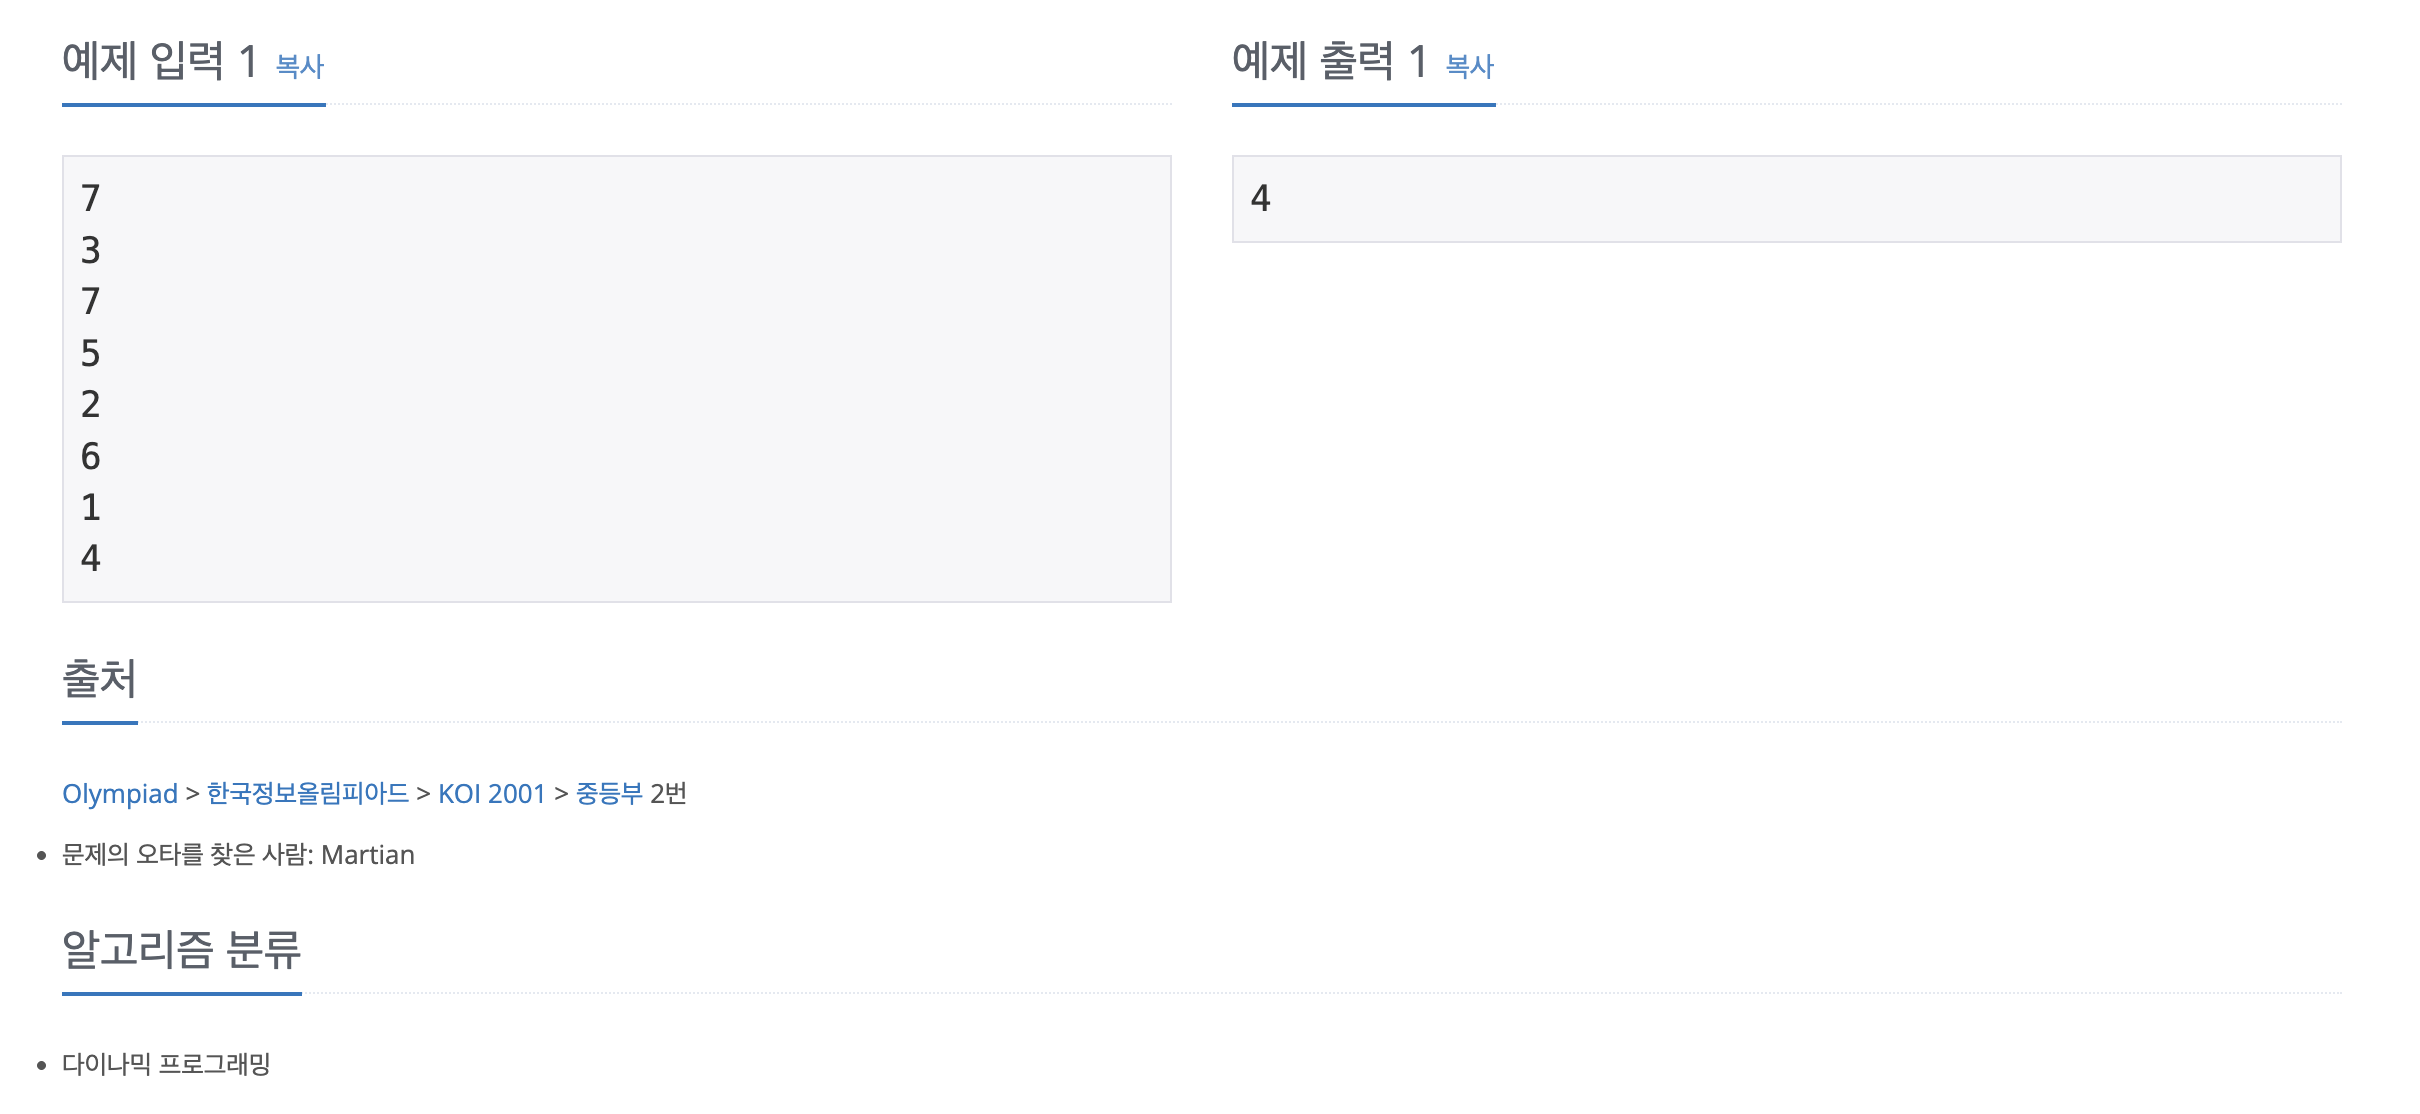 예제 입력 1 복사
7
3
7
5
2
6
1
4
예제 출력 1 복사
4
출처
Olympiad > 한국정보올림피아드 > KOI 2001 > 중등부 2번
문제의 오타를 찾은 사람: Martian
알고리즘 분류
다이나믹 프로그래밍